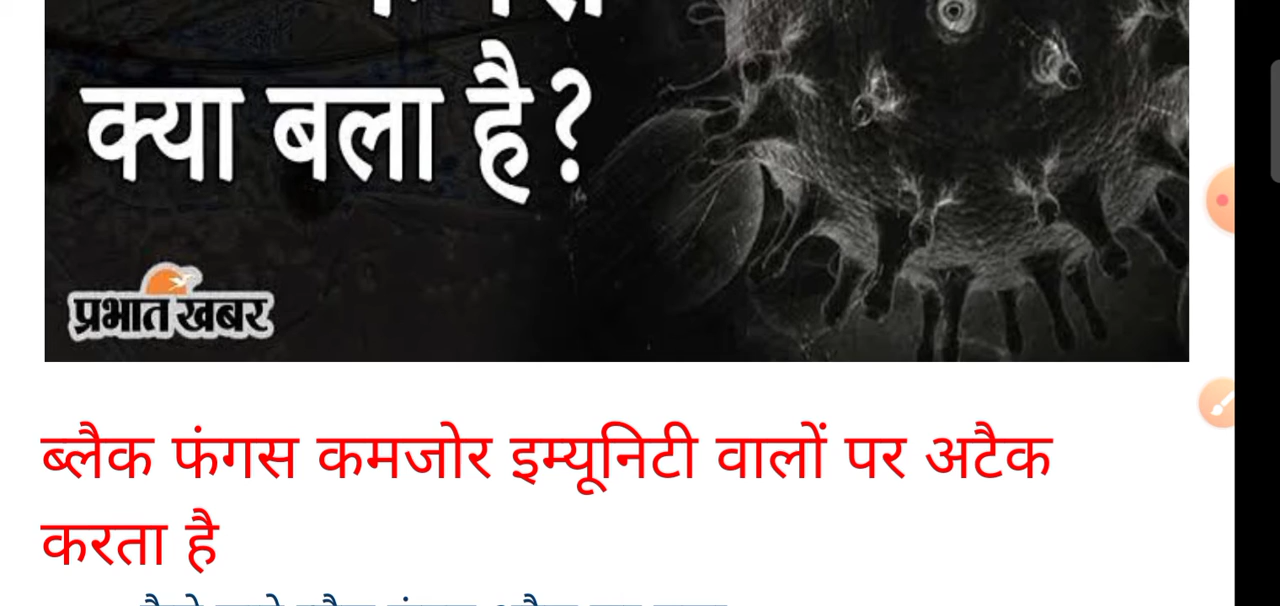 क्या बला है?
प्रभात खबर
ब्लैक फंगस कमजोर इम्यूनिटी वालों पर अटैक
करता है